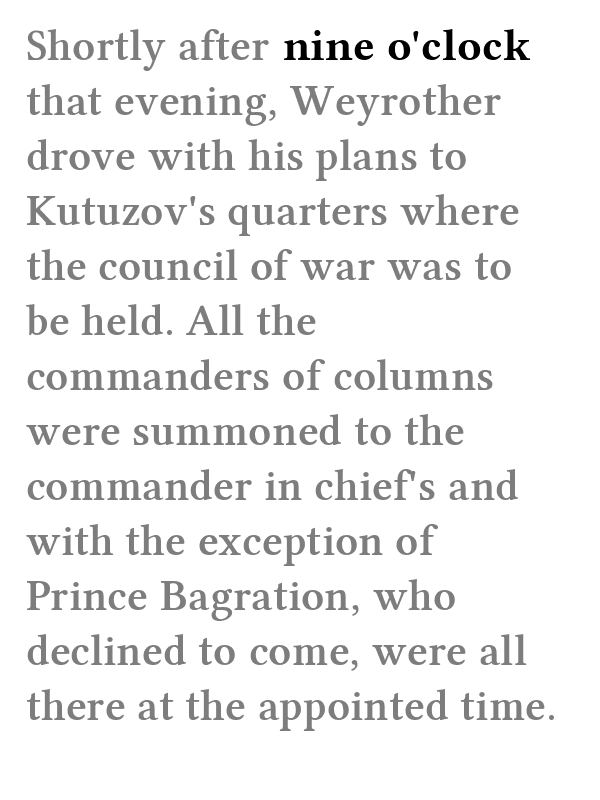 Shortly after nine o'clock
that evening, Weyrother
drove with his plans to
Kutuzov's quarters where
the council of war was to
be held. All the
commanders of columns
were summoned to the
commander in chief's and
with the exception of
Prince Bagration, who
declined to come, were all
there at the appointed time.